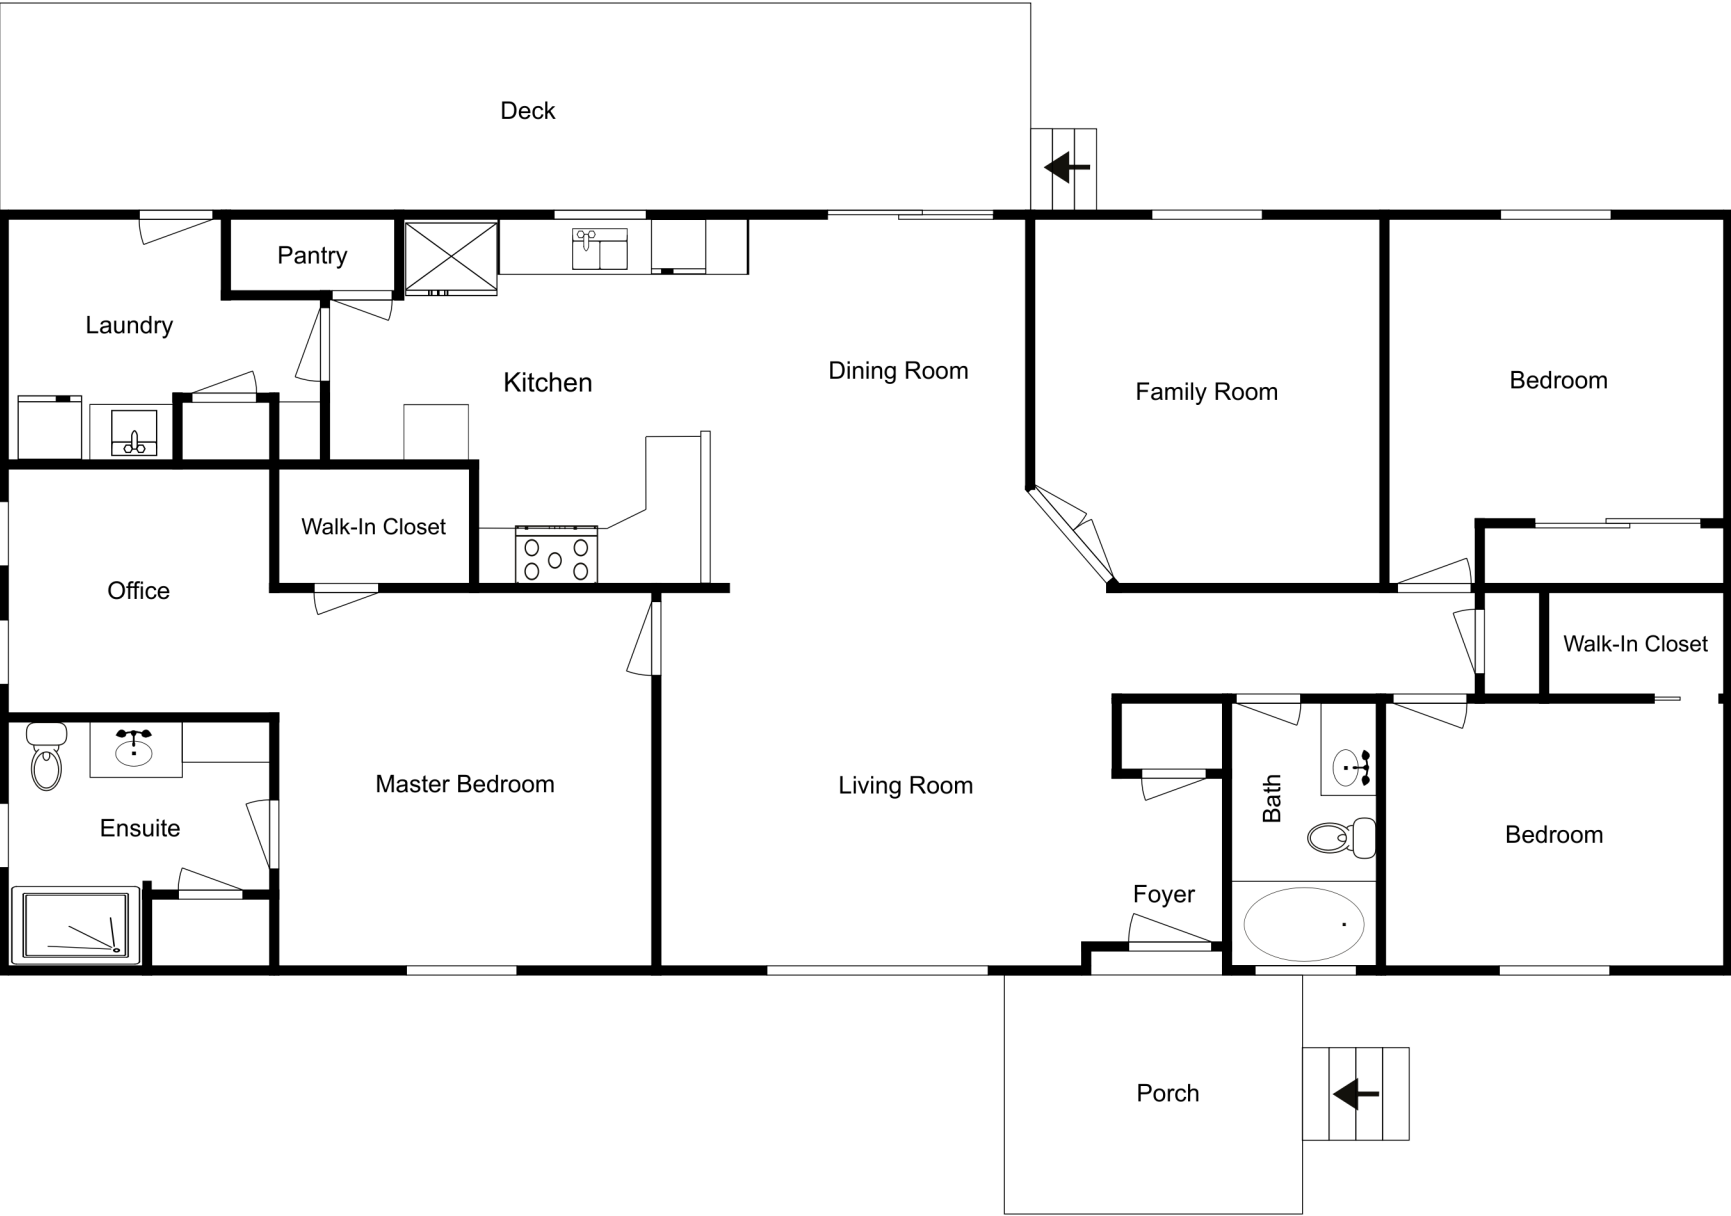 Deck
Pantry
Laundry
Kitchen
Dining Room
Family Room
Bedroom
Walk-In Closet
Office
Walk-In Closet
Master Bedroom
Living Room
Ensuite
Bath
Bedroom
Foyer
Porch